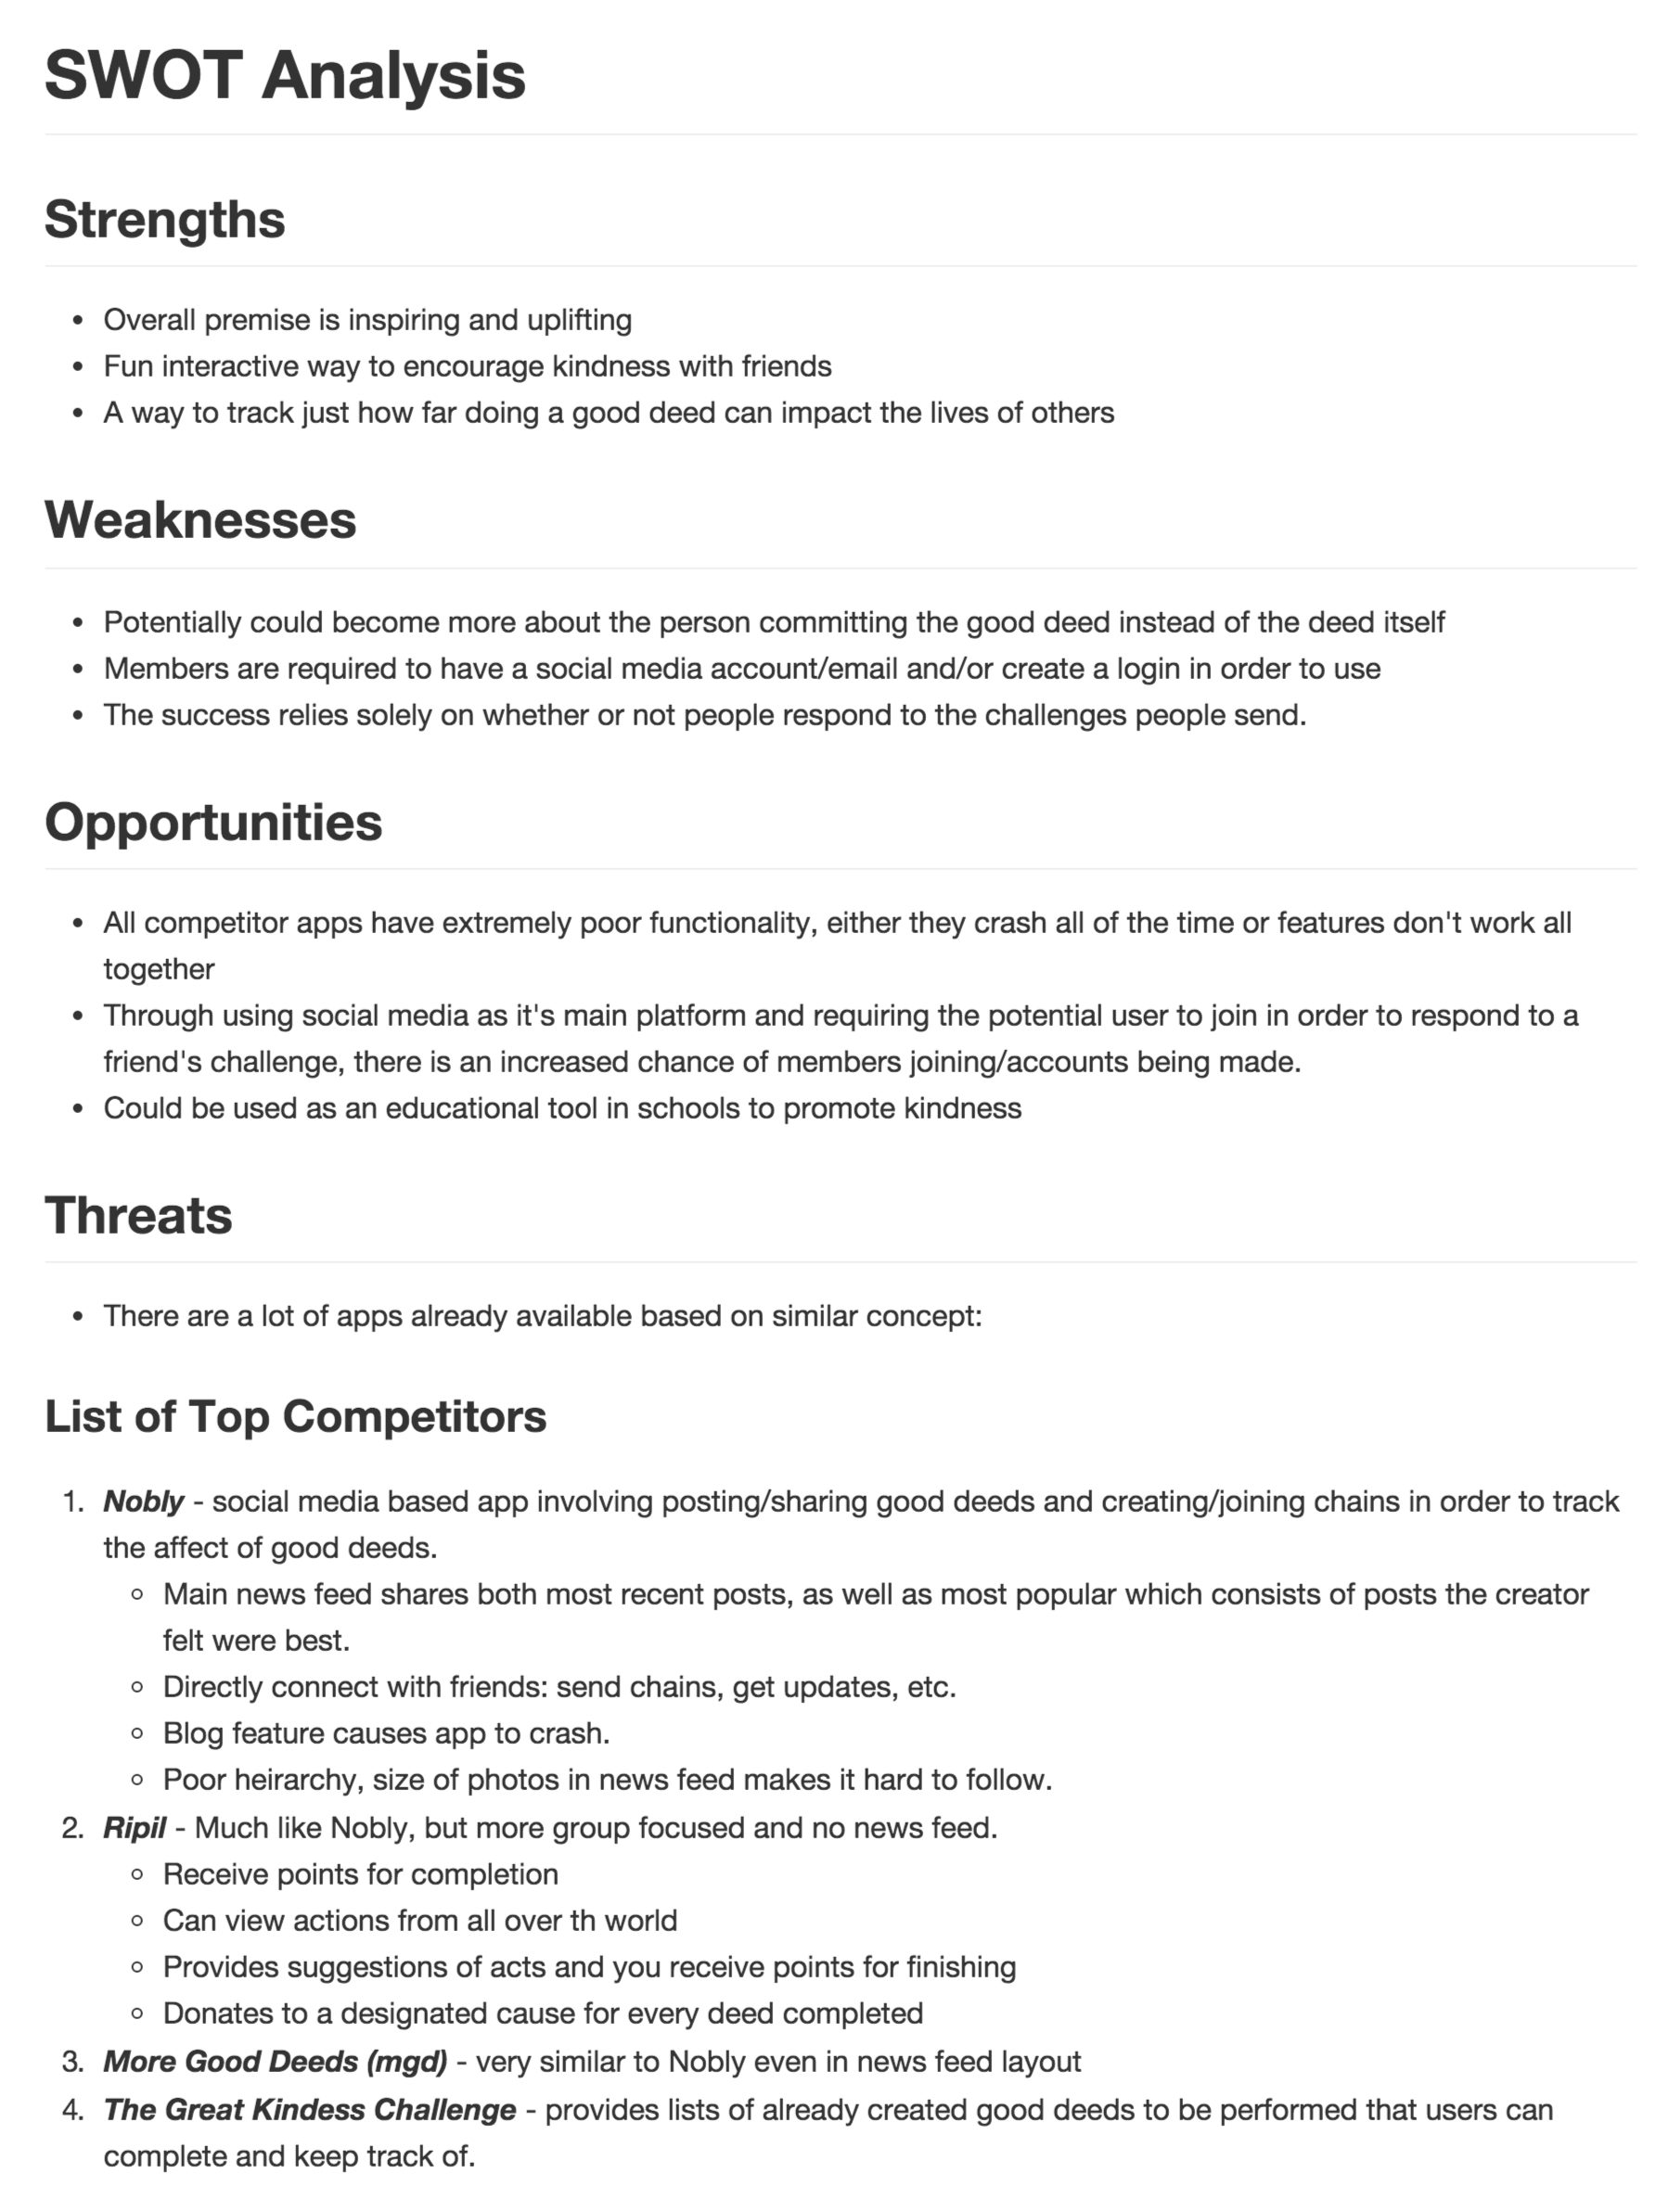 SWOT Analysis
Strengths
• Overall premise is inspiring and uplifting
• Fun interactive way to encourage kindness with friends
• A way to track just how far doing a good deed can impact the lives of others
Weaknesses
• Potentially could become more about the person committing the good deed instead of the deed itself
• Members are required to have a social media account/email and/or create a login in order to use
• The success relies solely on whether or not people respond to the challenges people send.
Opportunities
• All competitor apps have extremely poor functionality, either they crash all of the time or features don't work all
together
• Through using social media as it's main platform and requiring the potential user to join in order to respond to a
friend's challenge, there is an increased chance of members joining/accounts being made.
• Could be used as an educational tool in schools to promote kindness
Threats
• There are a lot of apps already available based on similar concept:
List of Top Competitors
1. Nobly - social media based app involving posting/sharing good deeds and creating/joining chains in order to track
the affect of good deeds.
◦ Main news feed shares both most recent posts, as well as most popular which consists of posts the creator
felt were best.
◦ Directly connect with friends: send chains, get updates, etc.
◦ Blog feature causes app to crash.
◦ Poor heirarchy, size of photos in news feed makes it hard to follow.
2. Ripil - Much like Nobly, but more group focused and no news feed.
◦ Receive points for completion
◦ Can view actions from all over th world
◦ Provides suggestions of acts and you receive points for finishing
◦ Donates to a designated cause for every deed completed
3. More Good Deeds (mgd) - very similar to Nobly even in news feed layout
4. The Great Kindess Challenge - provides lists of already created good deeds to be performed that users can
complete and keep track of.